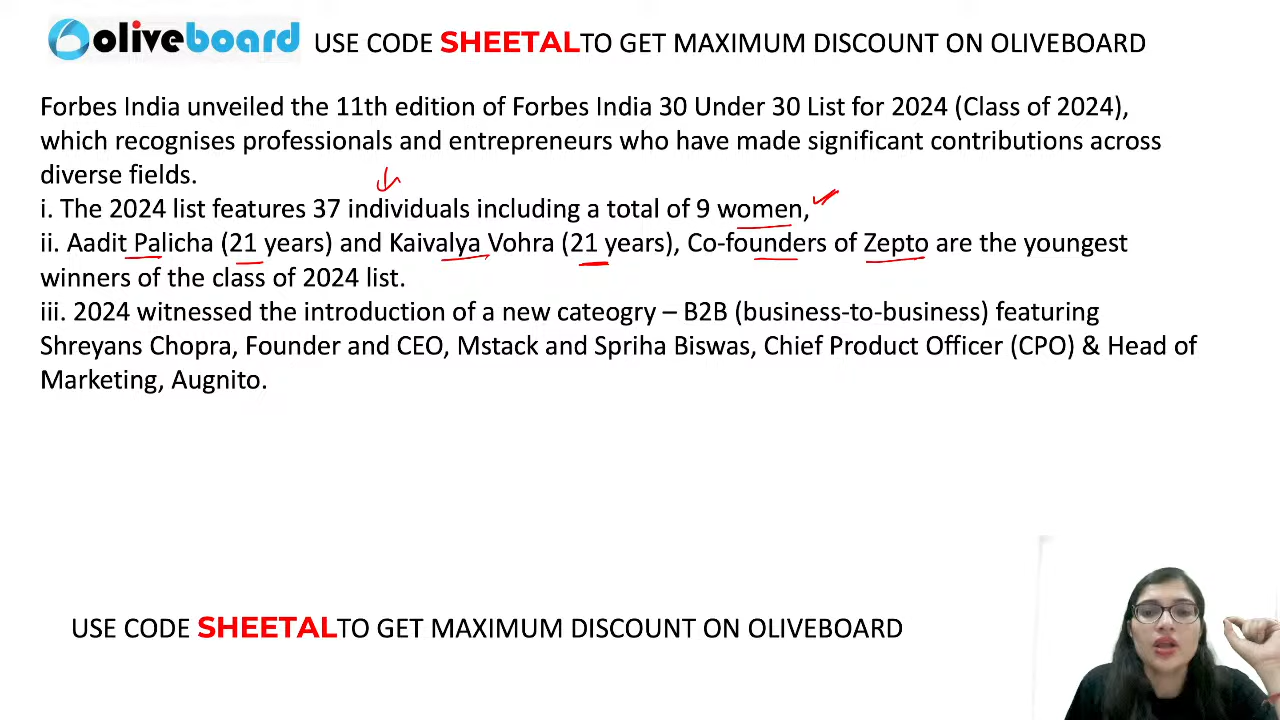 oliveboard USE CODE SHEETAL TO GET MAXIMUM DISCOUNT ON OLIVEBOARD
Forbes India unveiled the 11th edition of Forbes India 30 Under 30 List for 2024 (Class of 2024),
which recognises professionals and entrepreneurs who have made significant contributions across
diverse fields.
i. The 2024 list features 37 individuals including a total of 9 women,
ii. Aadit Palicha (21 years) and Kaivalya Vohra (21 years), Co-founders of Zepto are the youngest
winners of the class of 2024 list.
iii. 2024 witnessed the introduction of a new cateogry – B2B (business-to-business) featuring
Shreyans Chopra, Founder and CEO, Mstack and Spriha Biswas, Chief Product Officer (CPO) & Head of
Marketing, Augnito.
USE CODE SHEETAL TO GET MAXIMUM DISCOUNT ON OLIVEBOARD